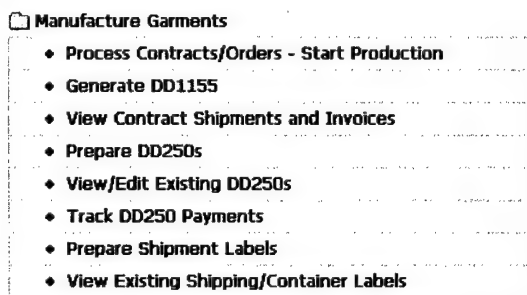 Manufacture Garments
Process Contracts/Orders - Start Production
Generate DD1155
View Contract Shipments and Invoices
Prepare DD250s
View/Edit Existing DD250s
Track DD250 Payments
Prepare Shipment Labels
View Existing Shipping/Container Labels